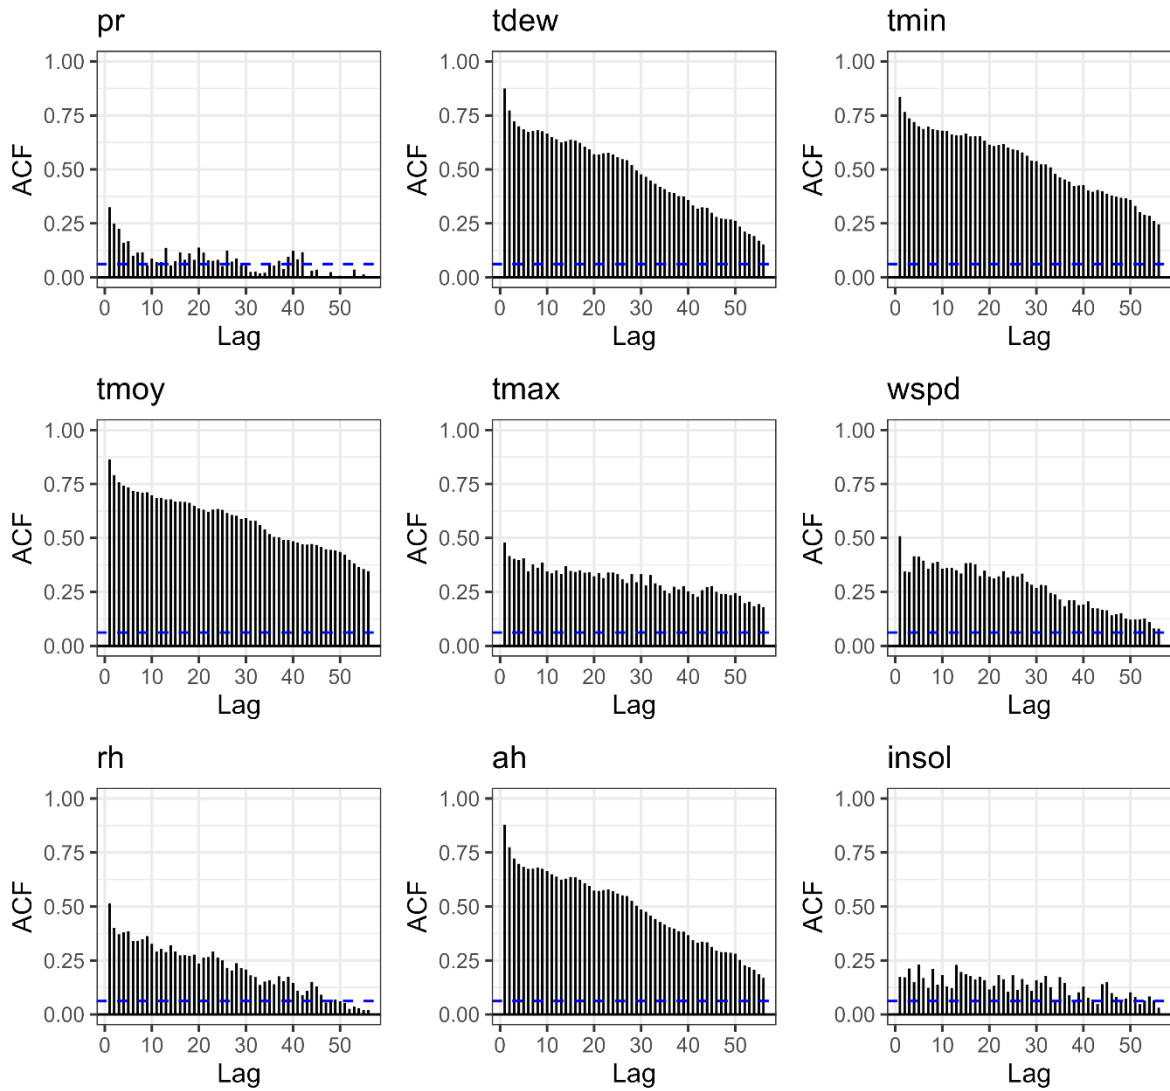 pr tdew tmin
1.00 1.00 1.00
0.75 0.75 0.75
ACF 0.50 ACF 0.50 ACF 0.50
0.25 0.25 0.25
0.00 0.00 0.00
0 10 20 30 40 50 0 10 20 30 40 50 0 10 20 30 40 50
Lag Lag Lag
tmoy tmax wspd
1.00 1.00 1.00
0.75 0.75 0.75
ACF 0.50 ACF 0.50 ACF 0.50
0.25 0.25 0.25
0.00 0.00 0.00
0 10 20 30 40 50 0 10 20 30 40 50 0 10 20 30 40 50
Lag Lag Lag
rh ah insol
1.00 1.00 1.00
0.75 0.75 0.75
ACF 0.50 ACF 0.50 ACF 0.50
0.25 0.25 0.25
0.00 0.00 0.00
0 10 20 30 40 50 0 10 20 30 40 50 0 10 20 30 40 50
Lag Lag Lag